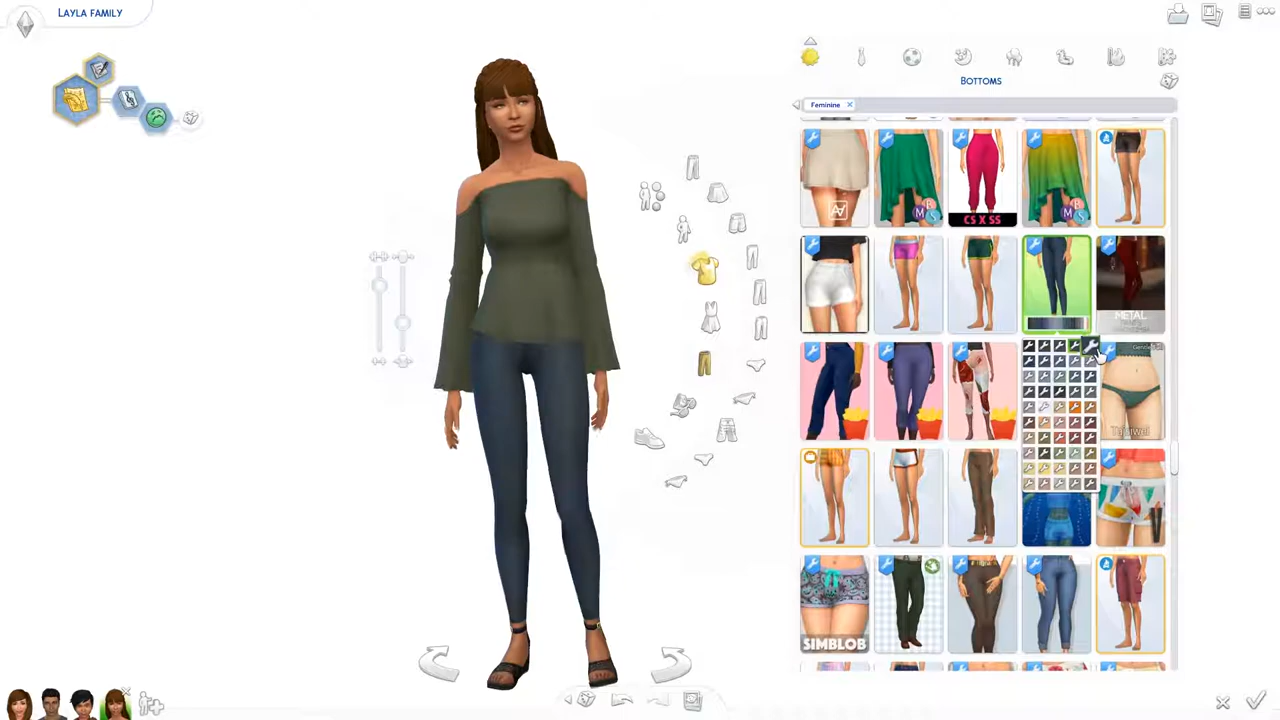 LAYLA FAMILY
BOTTOMS
Feminine
M B S
M B S
CS X SS
METAL
SIMBLOB